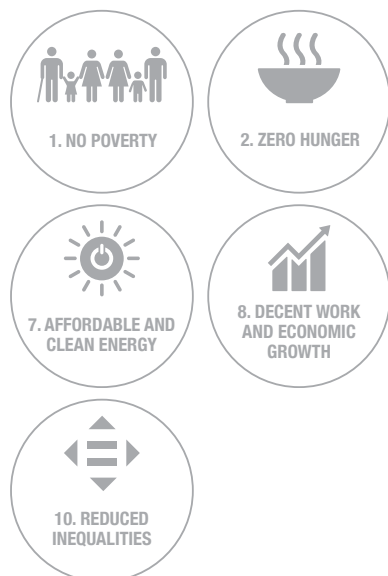 1. NO POVERTY
2. ZERO HUNGER
7. AFFORDABLE AND
CLEAN ENERGY
8. DECENT WORK
AND ECONOMIC
GROWTH
10. REDUCED
INEQUALITIES